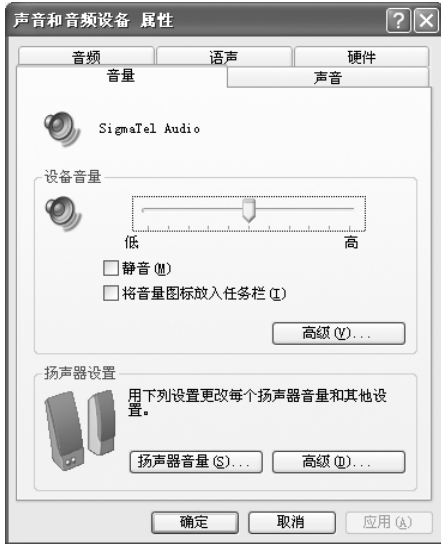 声音和音频设备 属性
音频 语声 硬件
音量 声音
SigmaTel Audio
设备音量
低 高
静音(M)
将音量图标放入任务栏(I)
高级(V)...
扬声器设置
用下列设置更改每个扬声器音量和其他设
置。
扬声器音量(S)... 高级(D)...
确定 取消 应用(A)